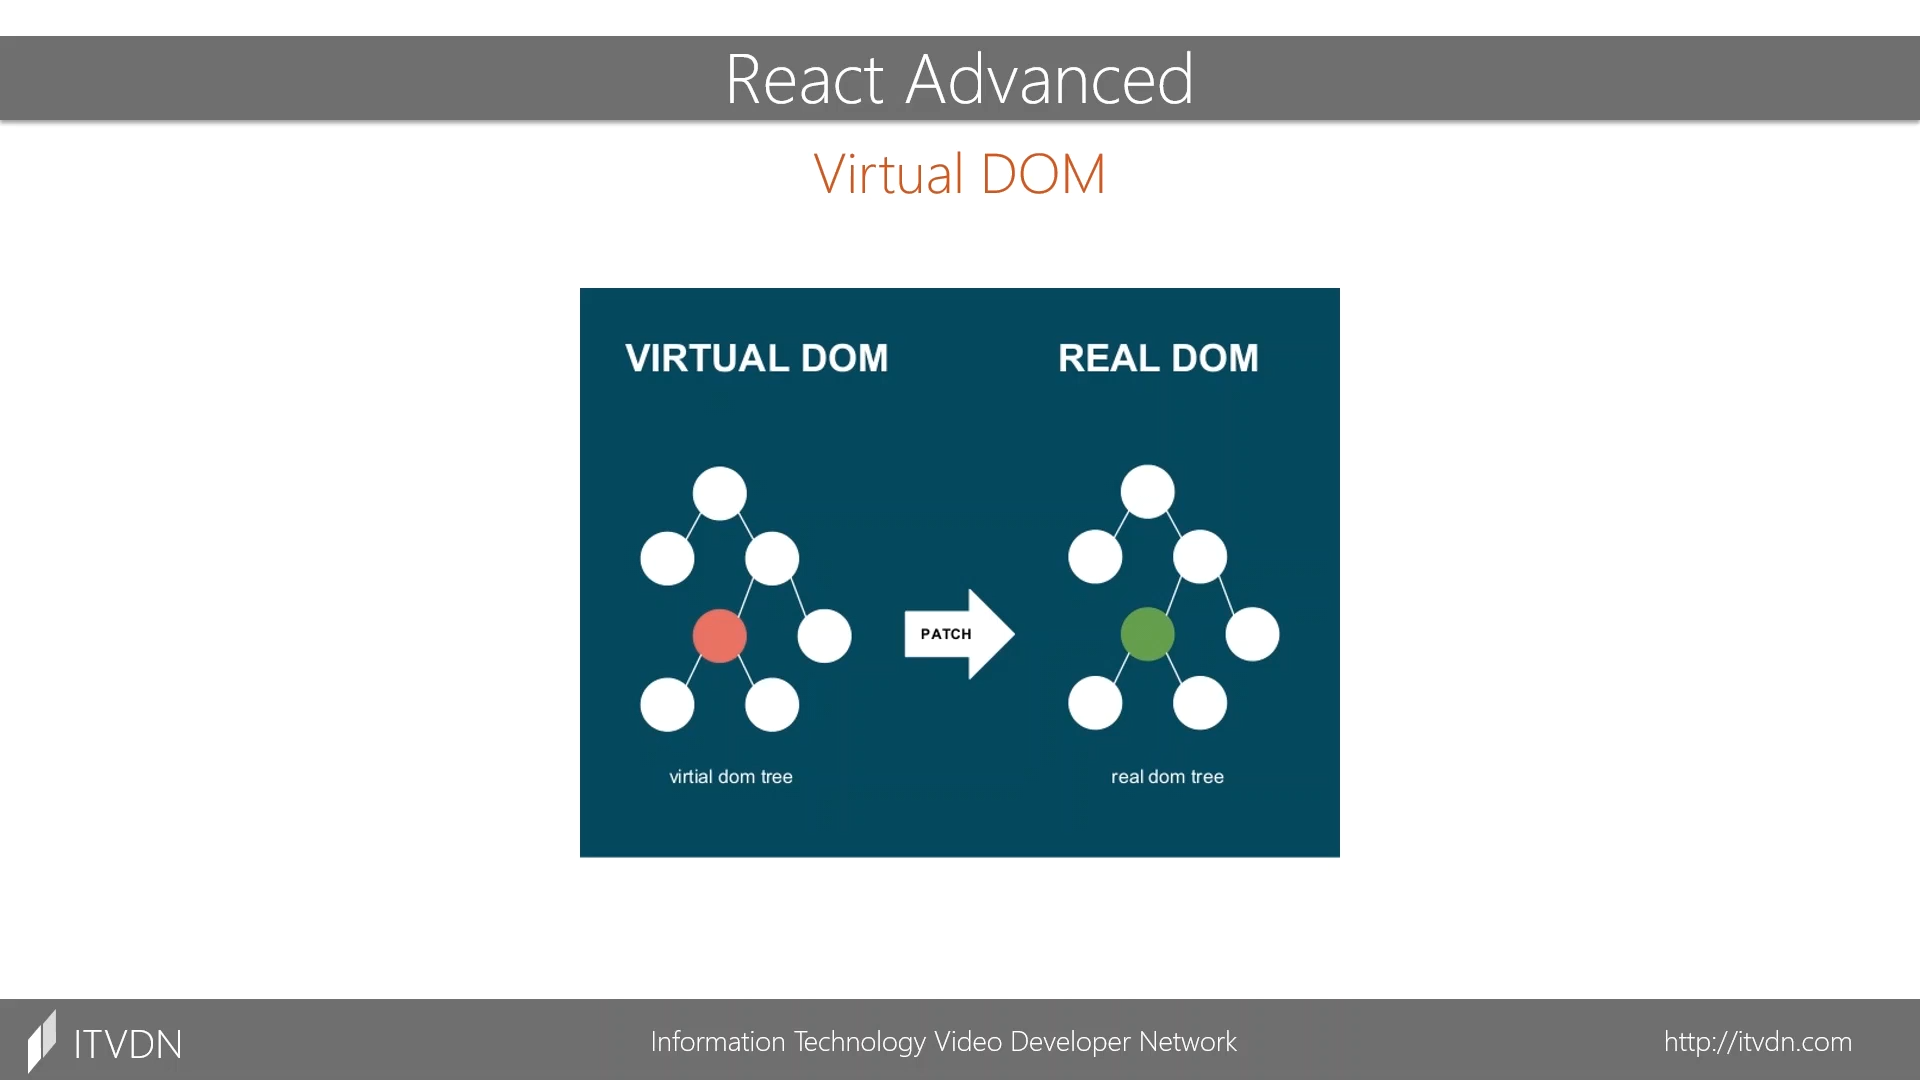 React Advanced
Virtual DOM
VIRTUAL DOM
REAL DOM
PATCH
virtial dom tree
real dom tree
ITVDN
Information Technology Video Developer Network
http://itvdn.com